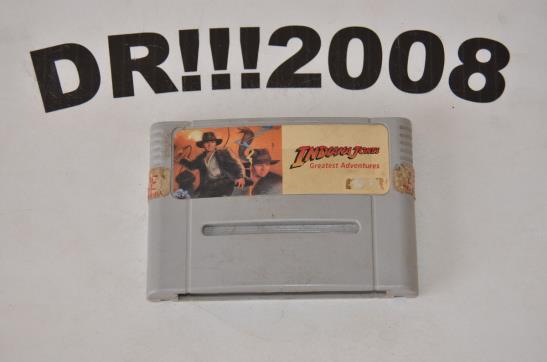 DR!!!2008
INDIANA JONES
Greatest Adventures